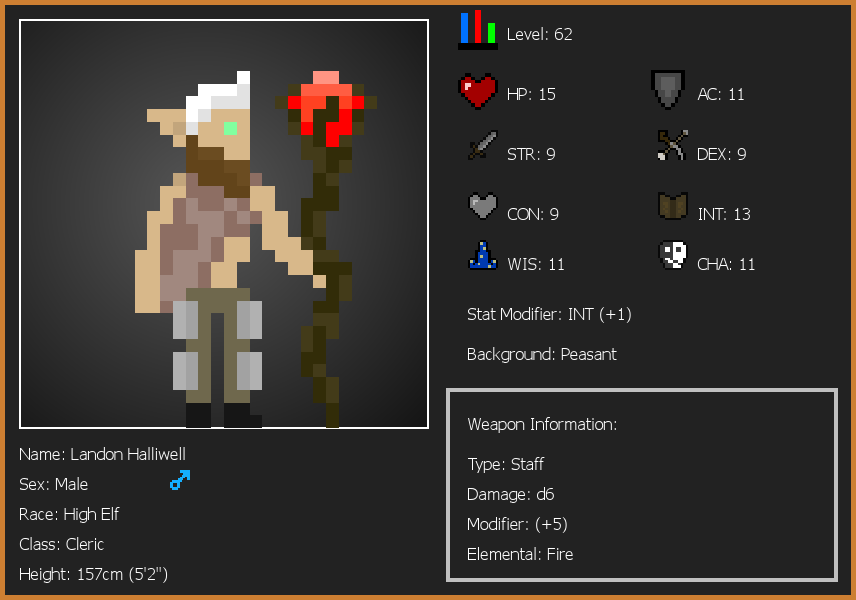 Level: 62
HP: 15
AC: 11
STR: 9
DEX: 9
CON: 9
INT: 13
WIS: 11
CHA: 11
Stat Modifier: INT (+1)
Background: Peasant
Weapon Information:
Type: Staff
Damage: d6
Modifier: (+5)
Elemental: Fire
Name: Landon Halliwell
Sex: Male
Race: High Elf
Class: Cleric
Height: 157cm (5'2")